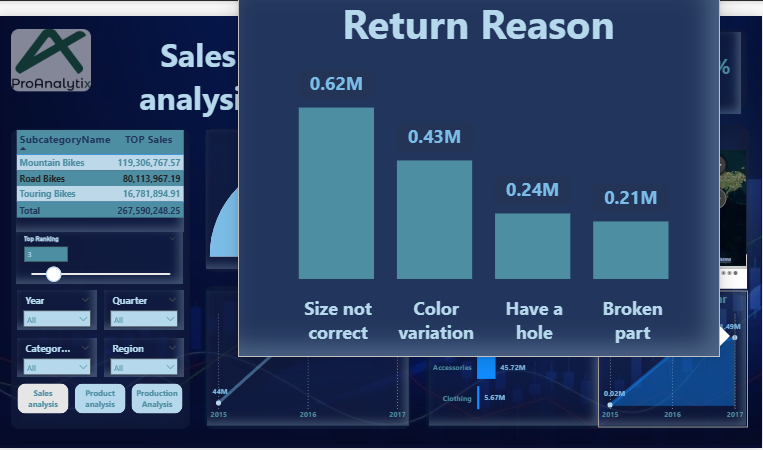 Return Reason
Sales
analysi
ProAnalytix
%
0.62M
0.43M
0.24M
0.21M
Size not
correct
Color
variation
Have a
hole
Broken
part
SubcategoryName TOP Sales
Mountain Bikes 119,306,767.57
Road Bikes 80,113,967.19
Touring Bikes 16,781,894.91
Total 267,590,248.25
Top Ranking
3
Year
All
Quarter
All
Categor...
All
Region
All
Sales
analysis
Product
analysis
Production
Analysis
44M
2015 2016 2017
Accessories 45.72M
Clothing 5.67M
ar
.49M
0.02M
2015 2016 2017